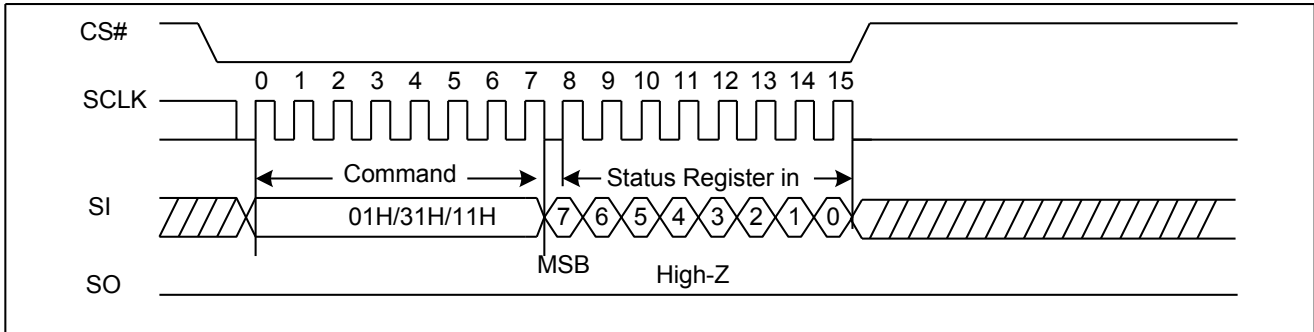 CS#
0 1 2 3 4 5 6 7 8 9 10 11 12 13 14 15
SCLK
Command
Status Register in
SI
01H/31H/11H
7 6 5 4 3 2 1 0
MSB
High-Z
SO